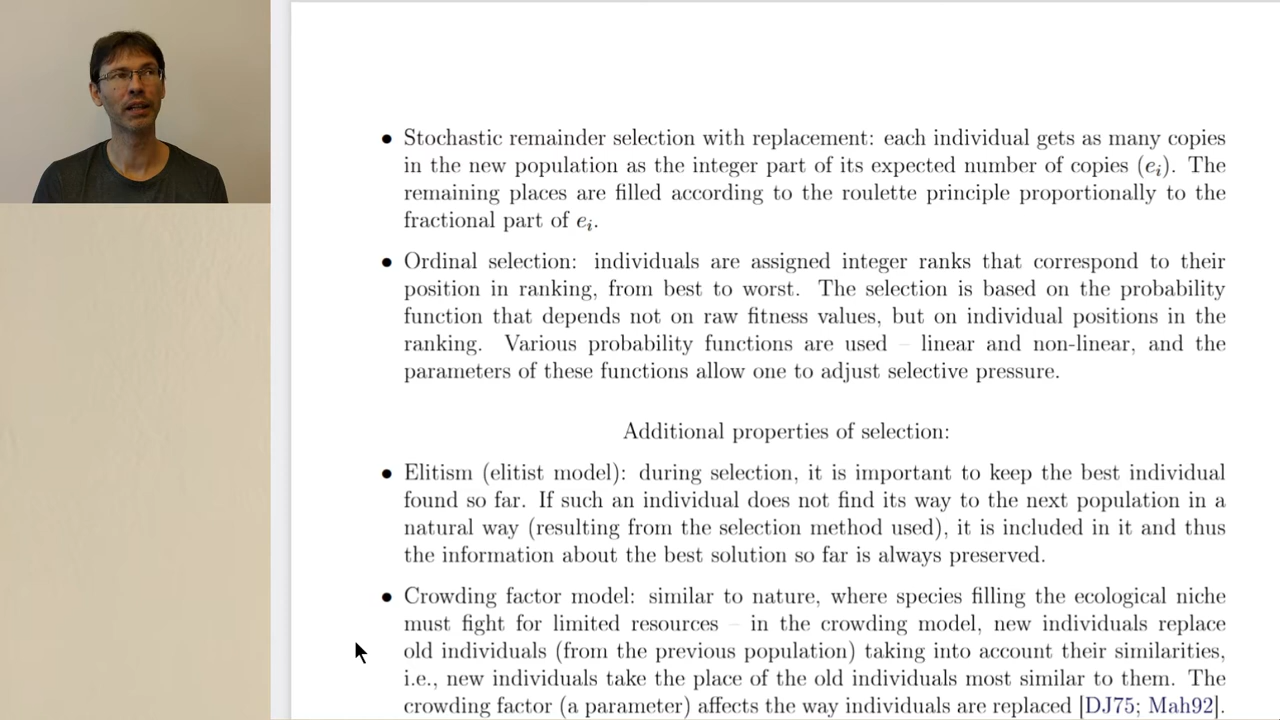 • Stochastic remainder selection with replacement: each individual gets as many copies
in the new population as the integer part of its expected number of copies (eᵢ). The
remaining places are filled according to the roulette principle proportionally to the
fractional part of eᵢ.
• Ordinal selection: individuals are assigned integer ranks that correspond to their
position in ranking, from best to worst. The selection is based on the probability
function that depends not on raw fitness values, but on individual positions in the
ranking. Various probability functions are used – linear and non-linear, and the
parameters of these functions allow one to adjust selective pressure.
Additional properties of selection:
• Elitism (elitist model): during selection, it is important to keep the best individual
found so far. If such an individual does not find its way to the next population in a
natural way (resulting from the selection method used), it is included in it and thus
the information about the best solution so far is always preserved.
• Crowding factor model: similar to nature, where species filling the ecological niche
must fight for limited resources – in the crowding model, new individuals replace
old individuals (from the previous population) taking into account their similarities,
i.e., new individuals take the place of the old individuals most similar to them. The
crowding factor (a parameter) affects the way individuals are replaced [DJ75; Mah92].